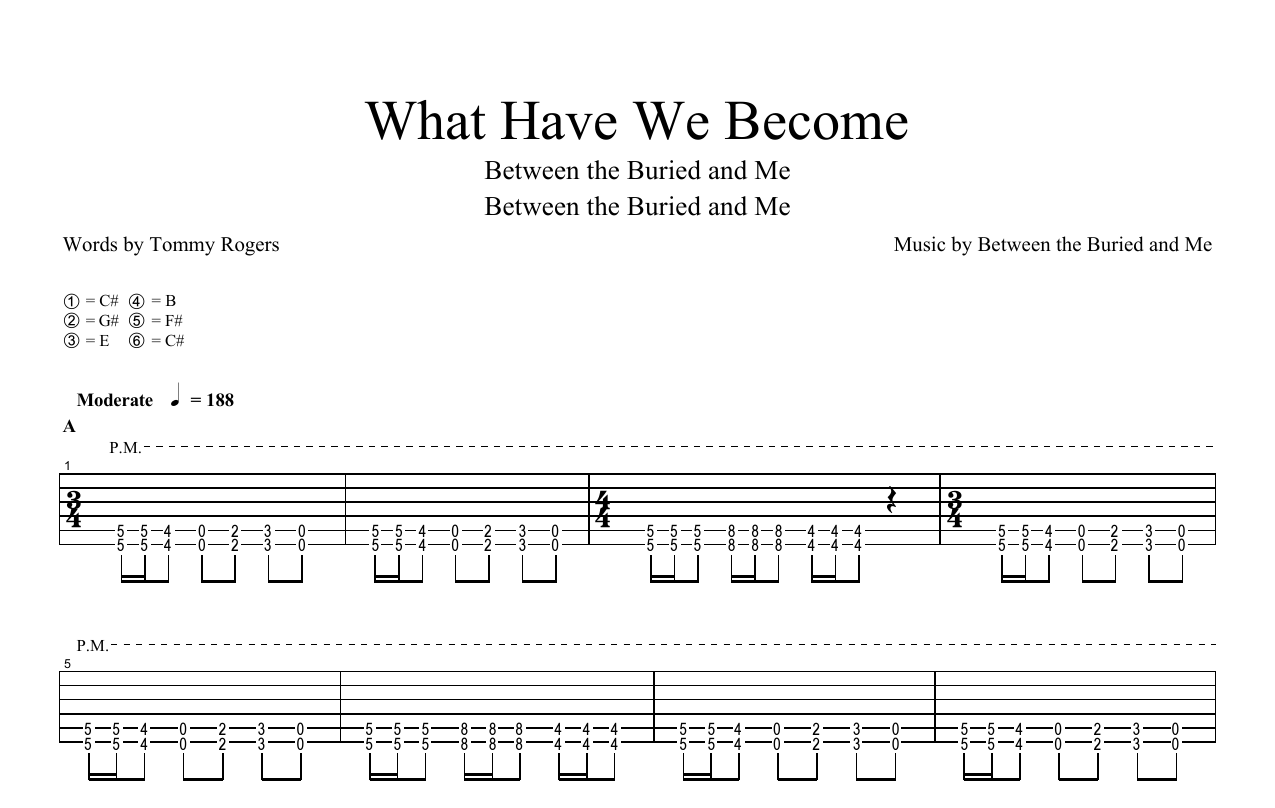 What Have We Become
Between the Buried and Me
Between the Buried and Me
Words by Tommy Rogers Music by Between the Buried and Me
① = C# ④ = B
② = G# ⑤ = F#
③ = E ⑥ = C#
Moderate ♩ = 188
A
P.M.
1
3 4 4 3
4 4 4
5 5 4 0 2 3 0 5 5 4 0 2 3 0 5 5 5 8 8 8 4 4 4 5 5 4 0 2 3 0
5 5 4 0 2 3 0 5 5 4 0 2 3 0 5 5 5 8 8 8 4 4 4 5 5 4 0 2 3 0
P.M.
5
5 5 4 0 2 3 0 5 5 5 8 8 8 4 4 4 5 5 4 0 2 3 0 5 5 4 0 2 3 0
5 5 4 0 2 3 0 5 5 5 8 8 8 4 4 4 5 5 4 0 2 3 0 5 5 4 0 2 3 0